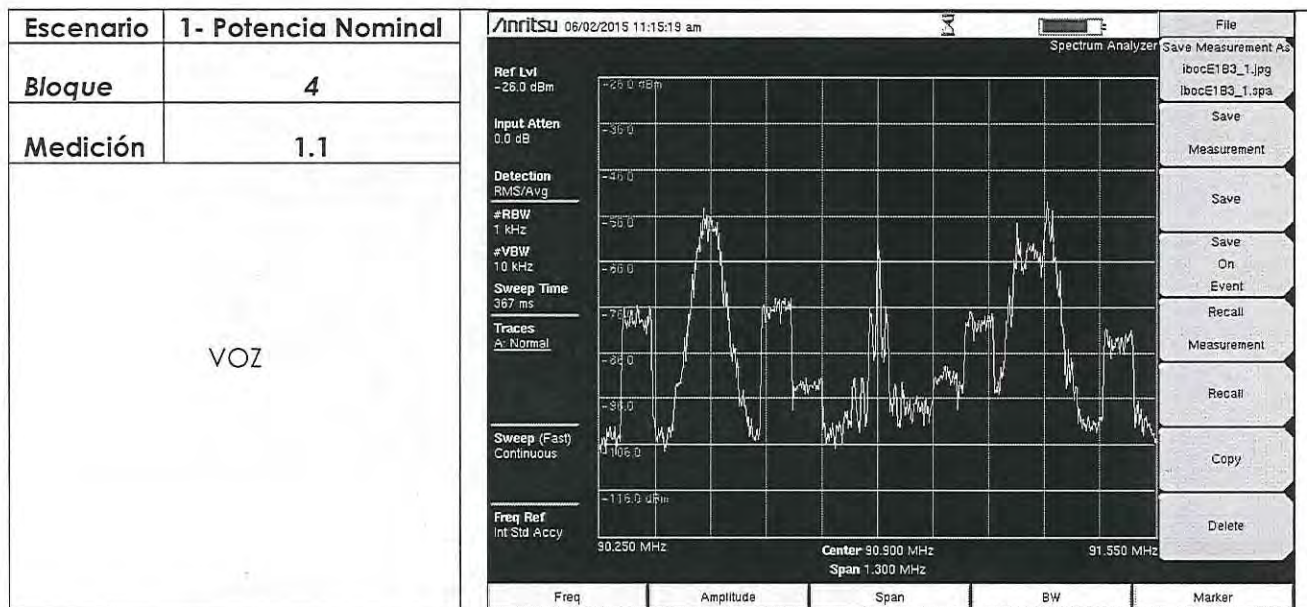 Escenario 1- Potencia Nominal
Bloque 4
Medición 1.1
VOZ
Anritsu 06/02/2015 11:15:19 am
Spectrum Analyzer
Ref Lvl
-26.0 dBm
Input Atten
0.0 dB
Detection
RMS/Avg
#RBW
1 kHz
#VBW
10 kHz
Sweep Time
367 ms
Traces
A: Normal
Sweep (Fast)
Continuous
Freq Ref
Int Std Accy
-26.0 dBm
-36.0
-46.0
-56.0
-66.0
-76.0
-86.0
-96.0
-106.0
-116.0 dBm
90.250 MHz
Center 90.900 MHz
91.550 MHz
Span 1.300 MHz
File
Save Measurement As
ibocE1B3_1.jpg
ibocE1B3_1.spa
Save
Measurement
Save
Save
On
Event
Recall
Measurement
Recall
Copy
Delete
Freq Amplitude Span BW Marker